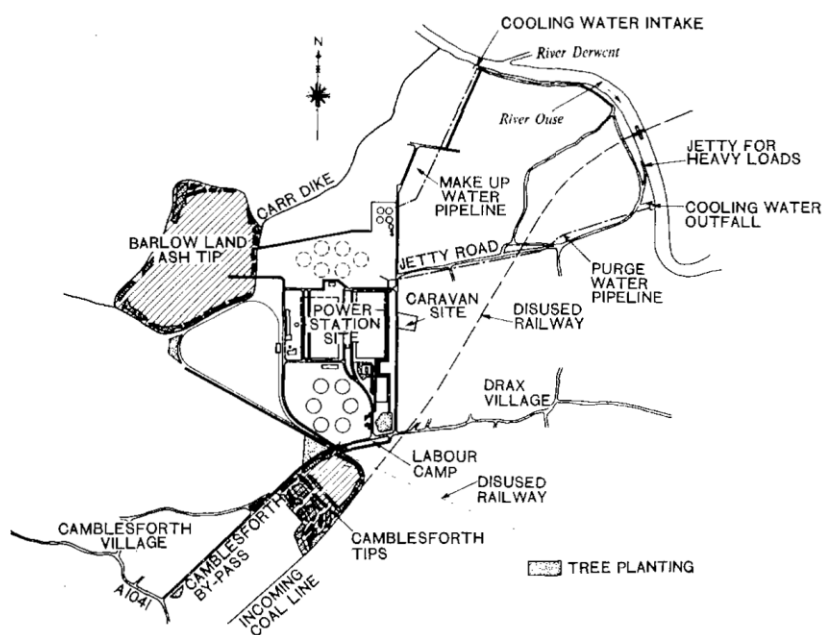 COOLING WATER INTAKE
River Derwent
N
River Ouse
JETTY FOR
HEAVY LOADS
CARR DIKE
MAKE UP
WATER
PIPELINE
COOLING WATER
OUTFALL
BARLOW LAND
ASH TIP
JETTY ROAD
PURGE
WATER
PIPELINE
CARAVAN
SITE
POWER
STATION
SITE
DISUSED
RAILWAY
DRAX
VILLAGE
LABOUR
CAMP
DISUSED
RAILWAY
CAMBLESFORTH
VILLAGE
CAMBLESFORTH
BY-PASS
CAMBLESFORTH
TIPS
A1041
INCOMING
COAL LINE
TREE PLANTING